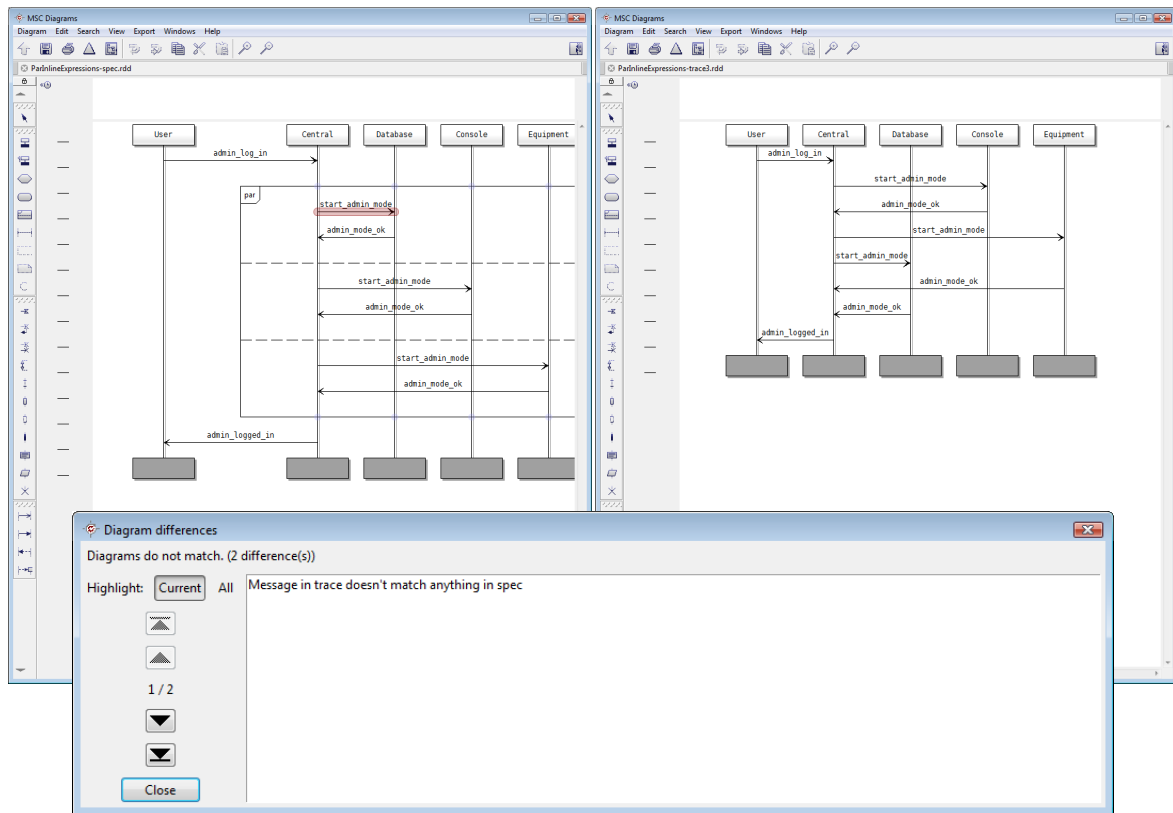 MSC Diagrams
Diagram Edit Search View Export Windows Help
ParInlineExpressions-spec.rdd
User Central Database Console Equipment
admin_log_in
par
start_admin_mode
admin_mode_ok
start_admin_mode
admin_mode_ok
start_admin_mode
admin_mode_ok
admin_logged_in
MSC Diagrams
Diagram Edit Search View Export Windows Help
ParInlineExpressions-trace3.rdd
User Central Database Console Equipment
admin_log_in
start_admin_mode
admin_mode_ok
start_admin_mode
start_admin_mode
admin_mode_ok
admin_mode_ok
admin_logged_in
Diagram differences
Diagrams do not match. (2 difference(s))
Highlight: Current All
Message in trace doesn't match anything in spec
1 / 2
Close